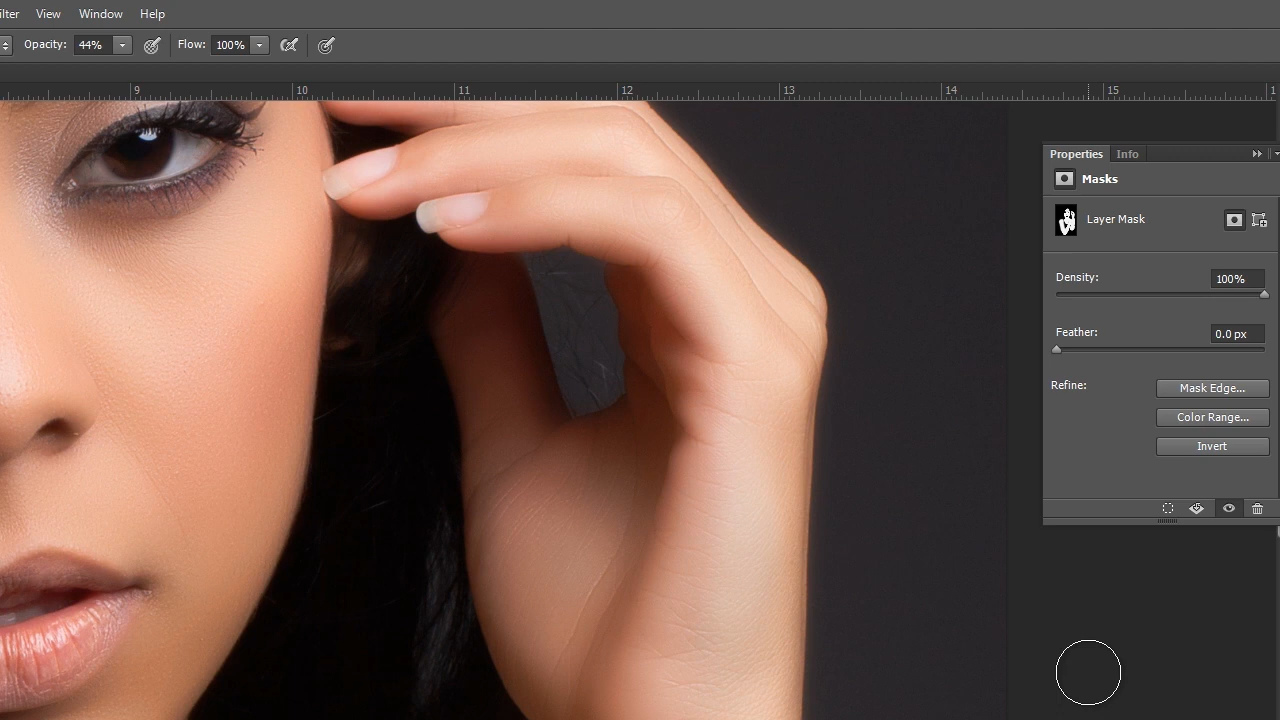 ilter View Window Help
Opacity: 44% Flow: 100%
9 10 11 12 13 14 15 1
Properties Info
Masks
Layer Mask
Density: 100%
Feather: 0.0 px
Refine: Mask Edge...
Color Range...
Invert